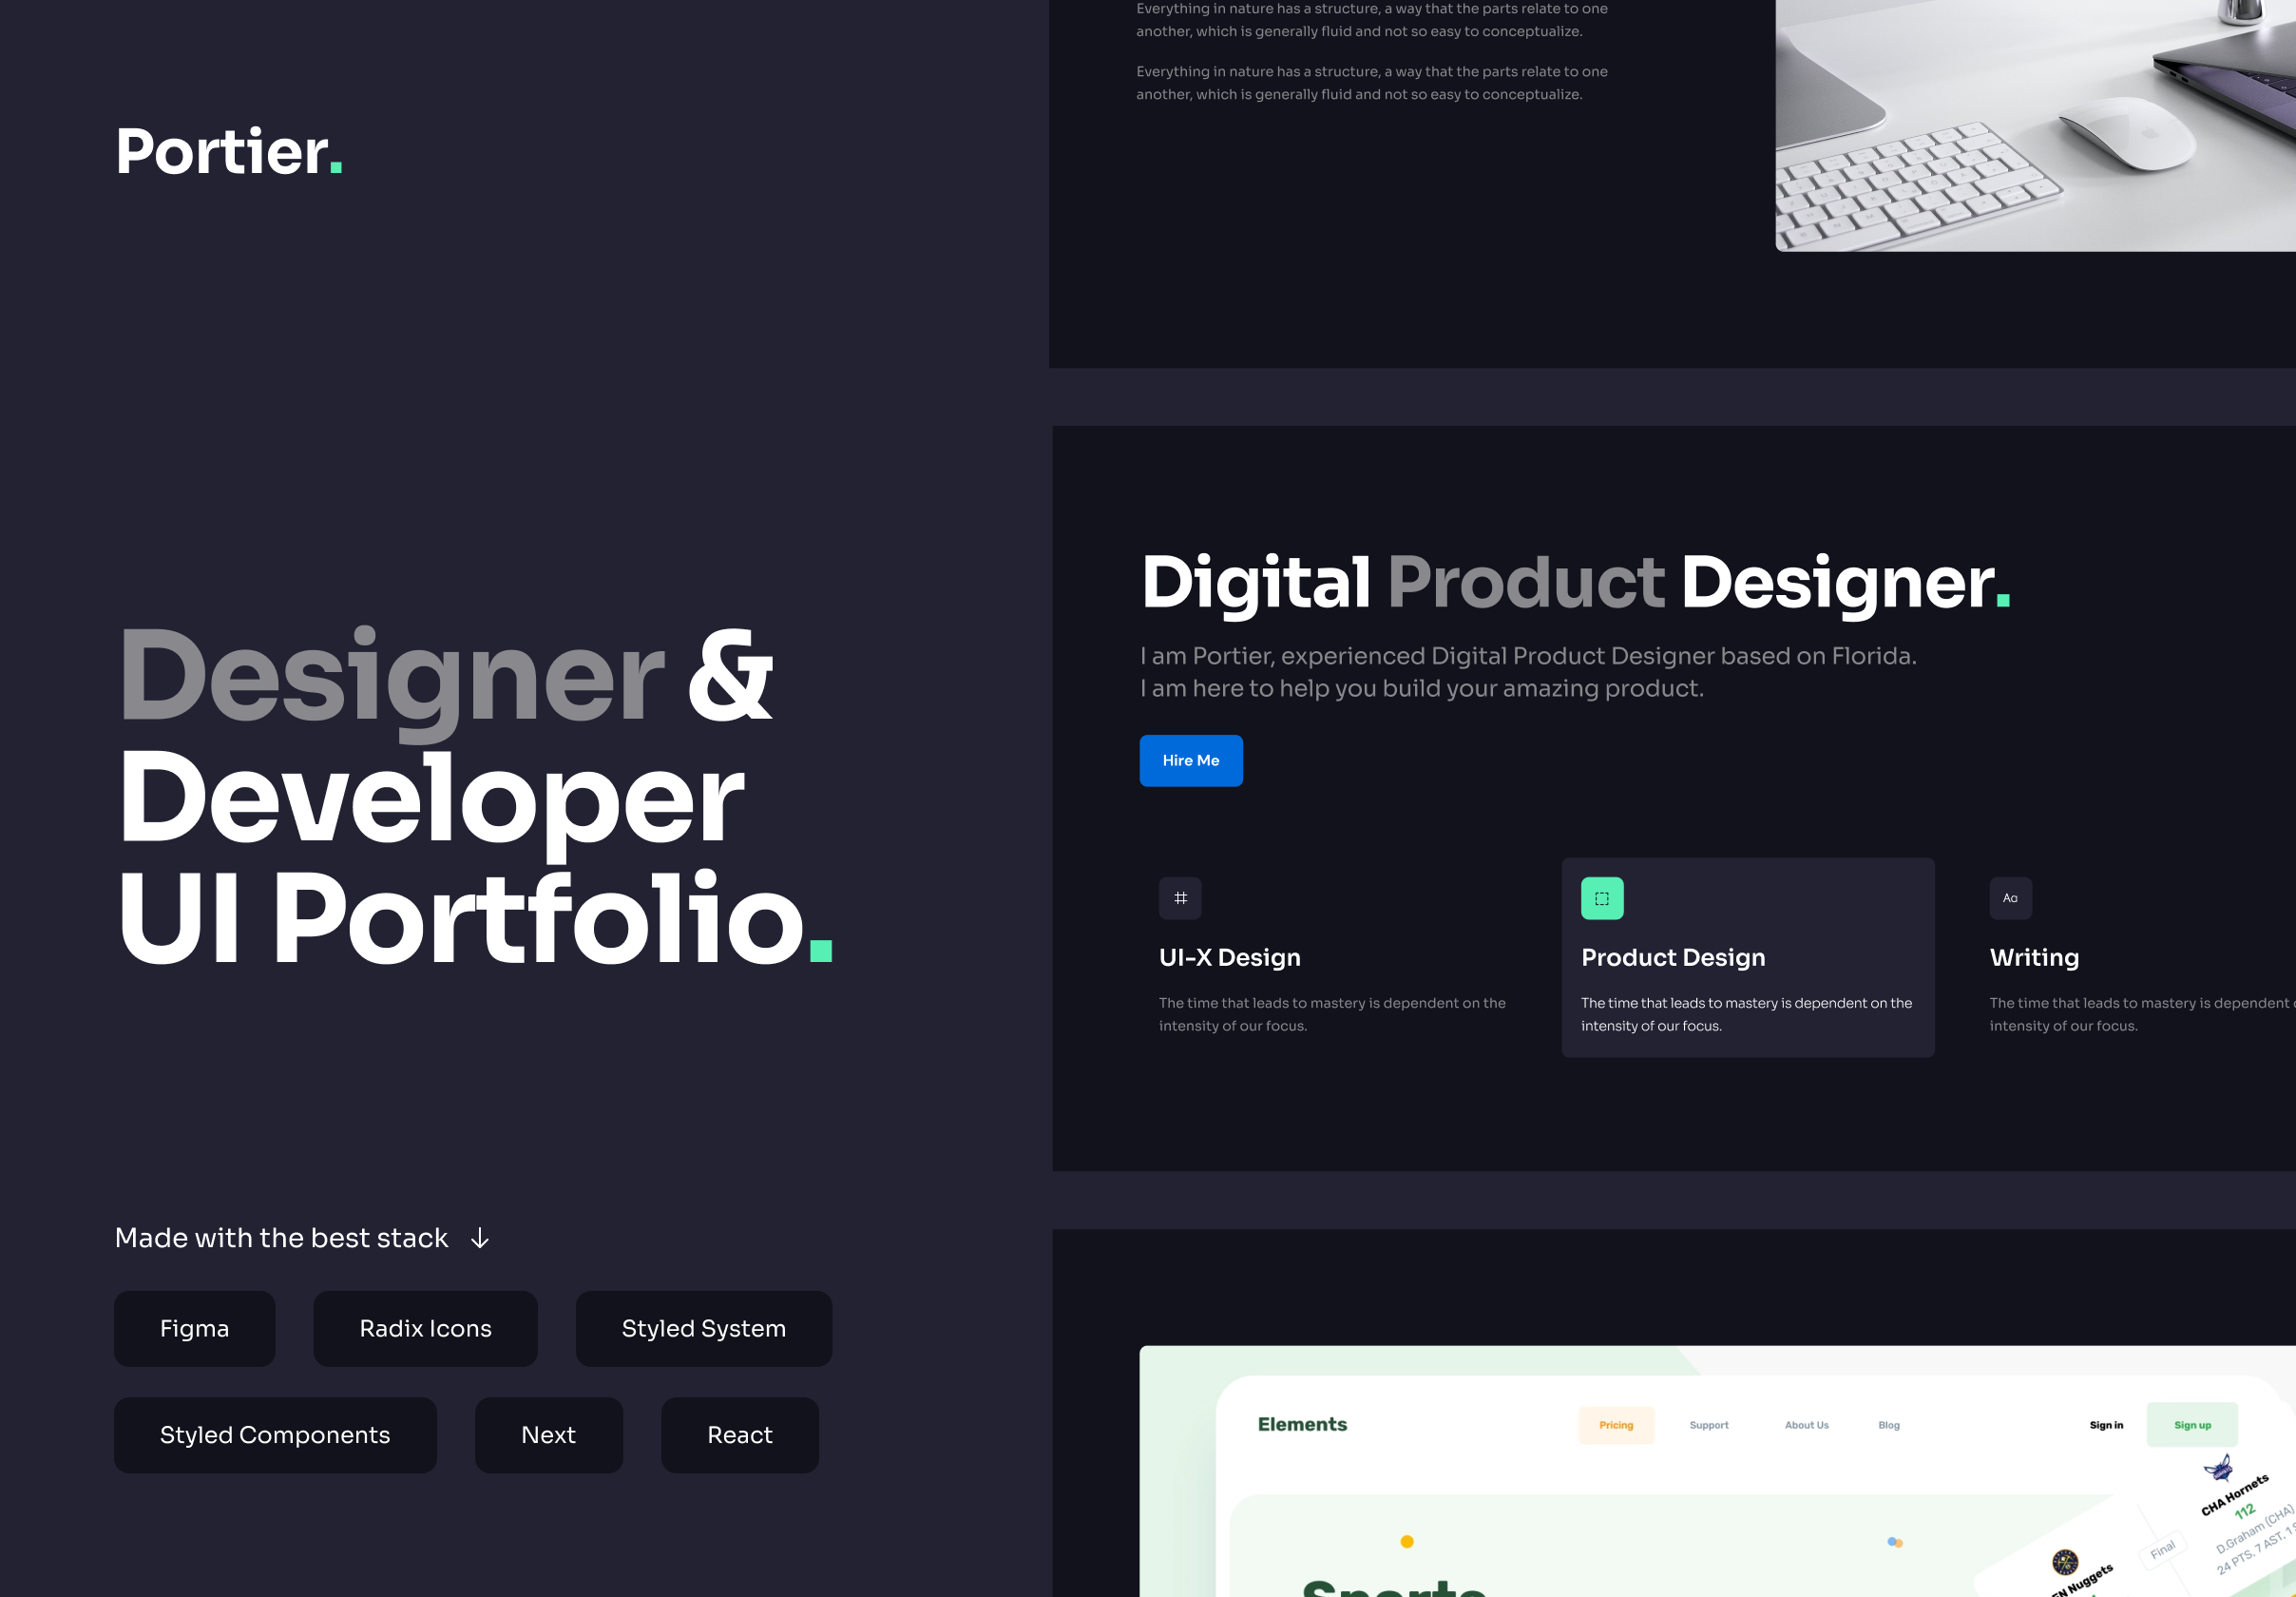 Portier.
Designer &
Developer
UI Portfolio.
Made with the best stack ↓
Figma
Radix Icons
Styled System
Styled Components
Next
React
Everything in nature has a structure, a way that the parts relate to one
another, which is generally fluid and not so easy to conceptualize.
Everything in nature has a structure, a way that the parts relate to one
another, which is generally fluid and not so easy to conceptualize.
Digital Product Designer.
I am Portier, experienced Digital Product Designer based on Florida.
I am here to help you build your amazing product.
Hire Me
UI-X Design
The time that leads to mastery is dependent on the
intensity of our focus.
Product Design
The time that leads to mastery is dependent on the
intensity of our focus.
Aa
Writing
The time that leads to mastery is dependent
intensity of our focus.
Elements
Pricing
Support
About Us
Blog
Sign in
Sign up
CHA Hornets
112
D.Graham (CHA)
24 PTS, 7 AST, 1
Final
EN Nuggets
Sports